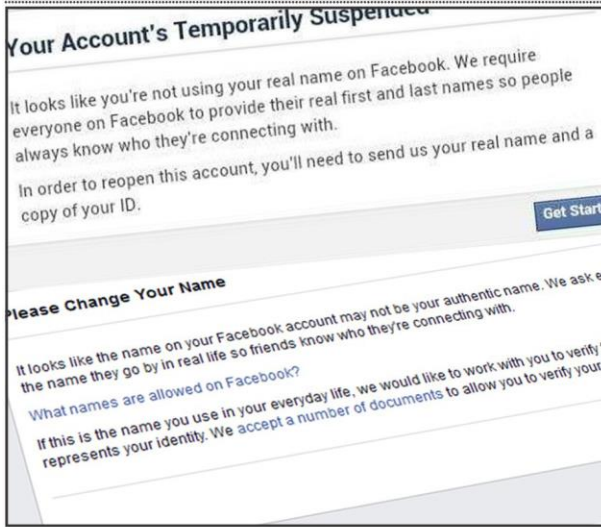 Your Account's Temporarily Suspended
It looks like you're not using your real name on Facebook. We require
everyone on Facebook to provide their real first and last names so people
always know who they're connecting with.
In order to reopen this account, you'll need to send us your real name and a
copy of your ID.
Get Start
Please Change Your Name
It looks like the name on your Facebook account may not be your authentic name. We ask e
the name they go by in real life so friends know who they're connecting with.
What names are allowed on Facebook?
If this is the name you use in your everyday life, we would like to work with you to verify
represents your identity. We accept a number of documents to allow you to verify your